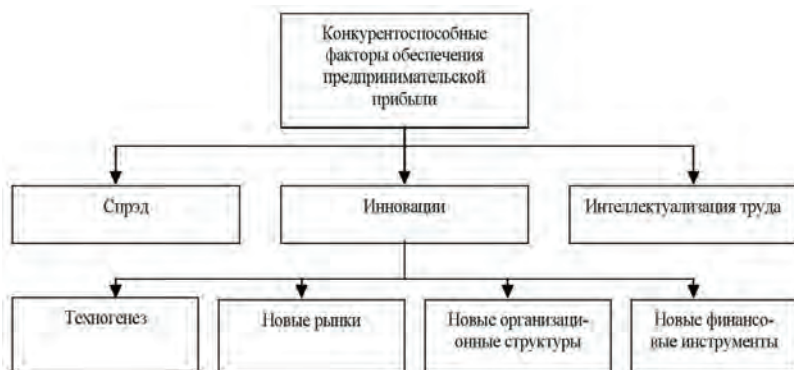 Конкурентоспособные
факторы обеспечения
предпринимательской
прибыли
Спрэд
Инновации
Интеллектуализация труда
Техногенез
Новые рынки
Новые организаци-
онные структуры
Новые финансо-
вые инструменты